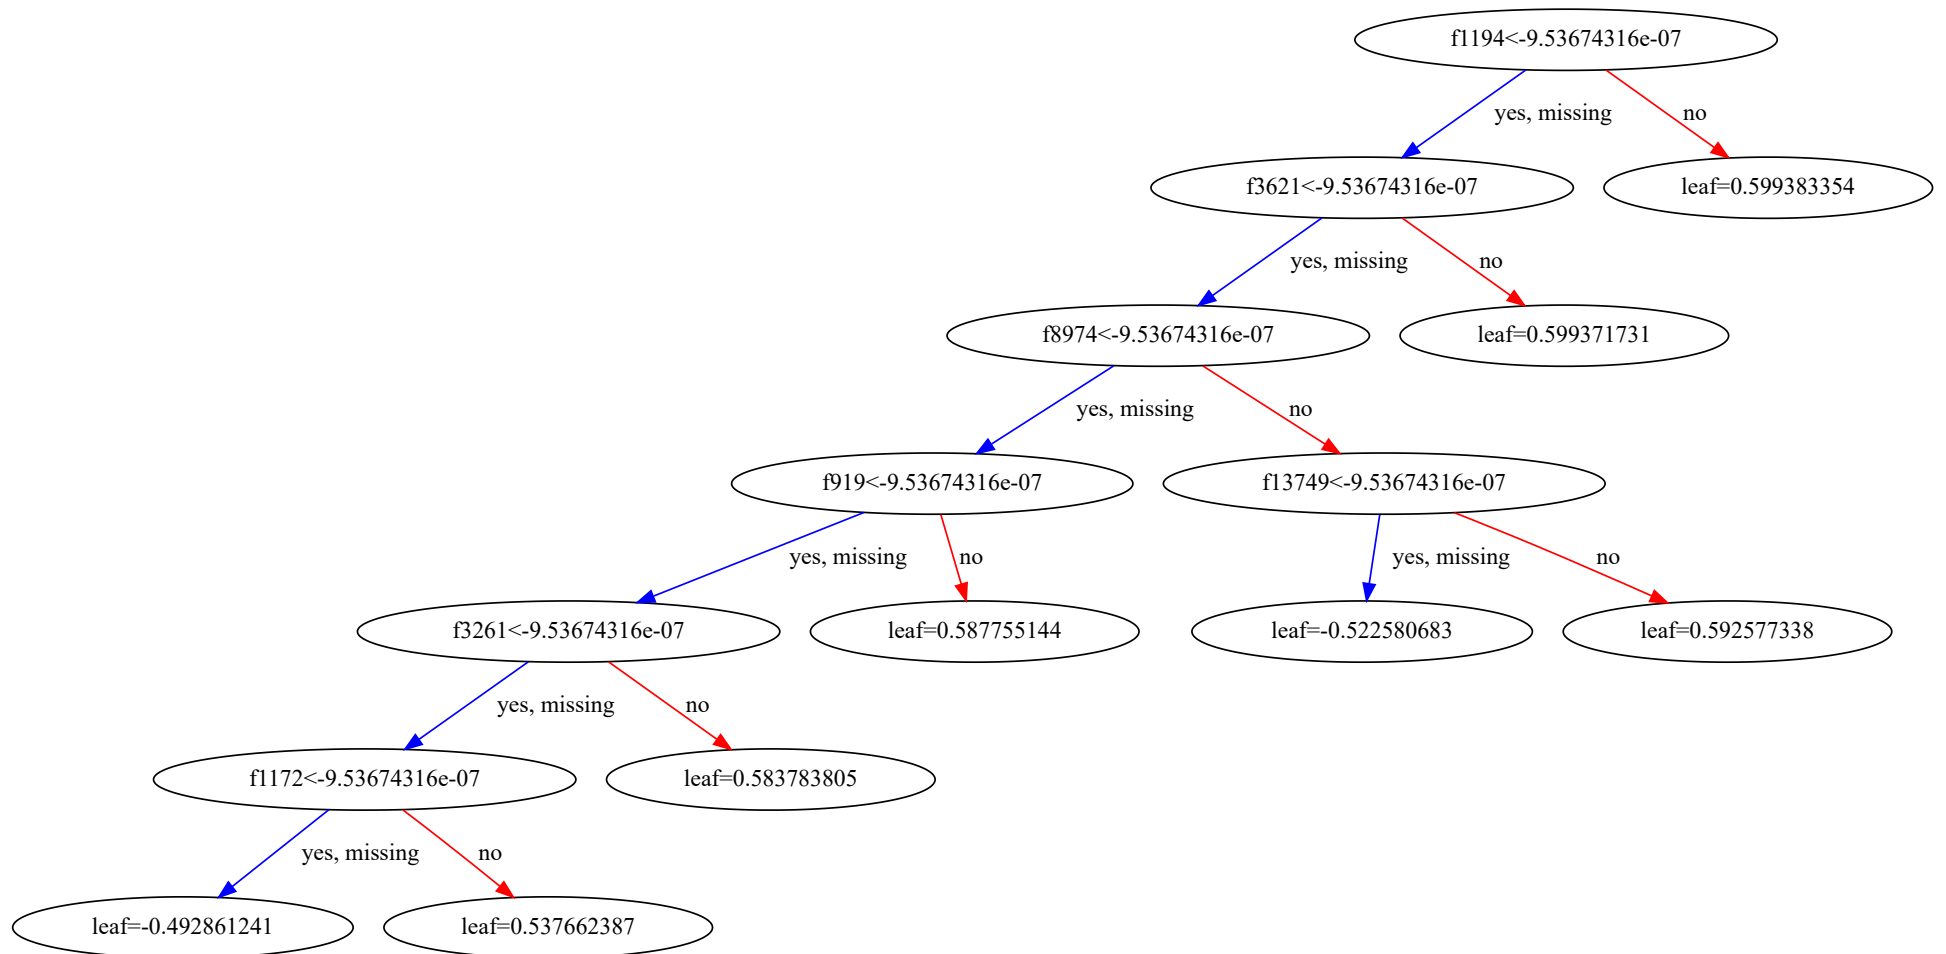 f1194<-9.53674316e-07
yes, missing
no
f3621<-9.53674316e-07
leaf=0.599383354
yes, missing
no
f8974<-9.53674316e-07
leaf=0.599371731
yes, missing
no
f919<-9.53674316e-07
f13749<-9.53674316e-07
yes, missing
no
yes, missing
no
f3261<-9.53674316e-07
leaf=0.587755144
leaf=-0.522580683
leaf=0.592577338
yes, missing
no
f1172<-9.53674316e-07
leaf=0.583783805
yes, missing
no
leaf=-0.492861241
leaf=0.537662387